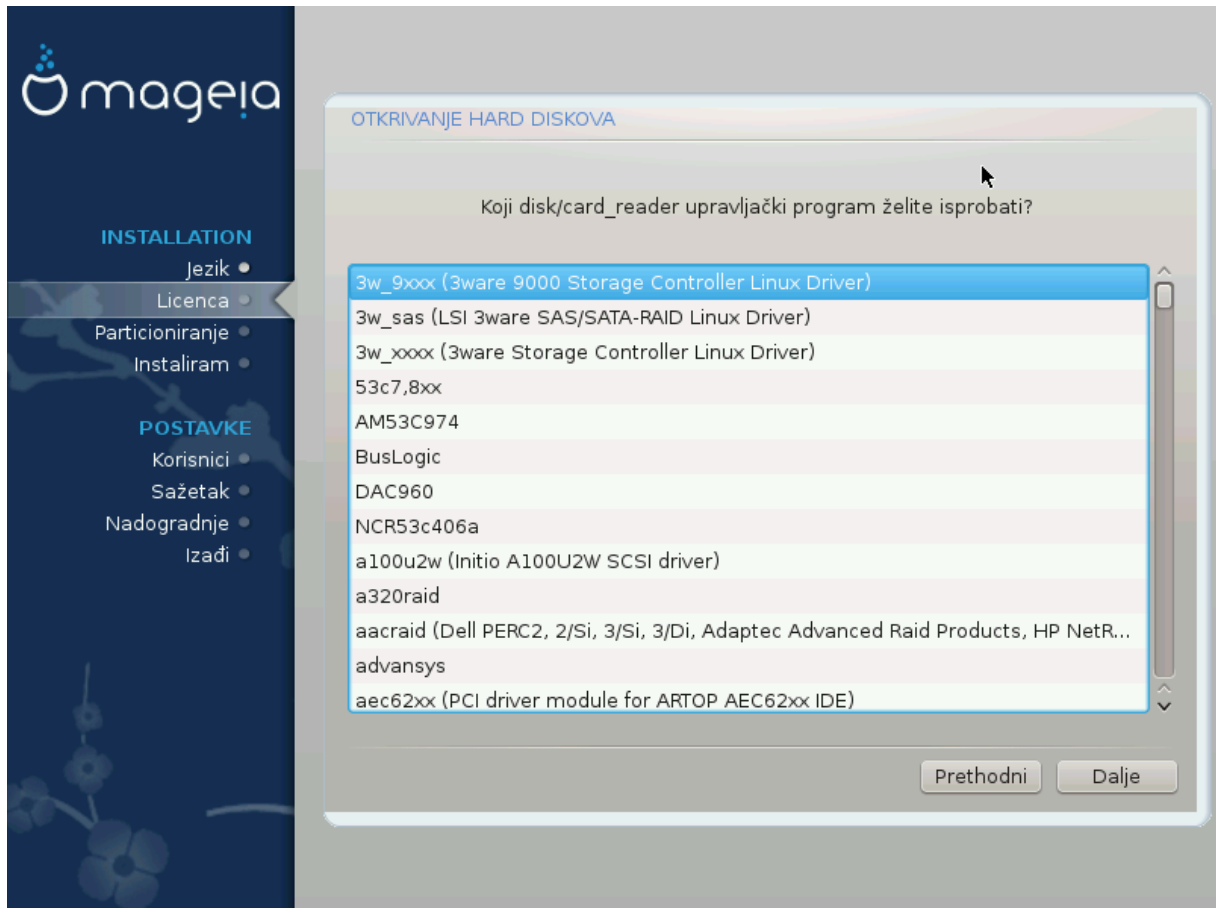 mageia
INSTALLATION
Jezik
Licenca
Particioniranje
Instaliram
POSTAVKE
Korisnici
Sažetak
Nadogradnje
Izađi
OTKRIVANJE HARD DISKOVA
Koji disk/card_reader upravljački program želite isprobati?
3w_9xxx (3ware 9000 Storage Controller Linux Driver)
3w_sas (LSI 3ware SAS/SATA-RAID Linux Driver)
3w_xxxx (3ware Storage Controller Linux Driver)
53c7,8xx
AM53C974
BusLogic
DAC960
NCR53c406a
a100u2w (Initio A100U2W SCSI driver)
a320raid
aacraid (Dell PERC2, 2/Si, 3/Si, 3/Di, Adaptec Advanced Raid Products, HP NetR...
advansys
aec62xx (PCI driver module for ARTOP AEC62xx IDE)
Prethodni
Dalje